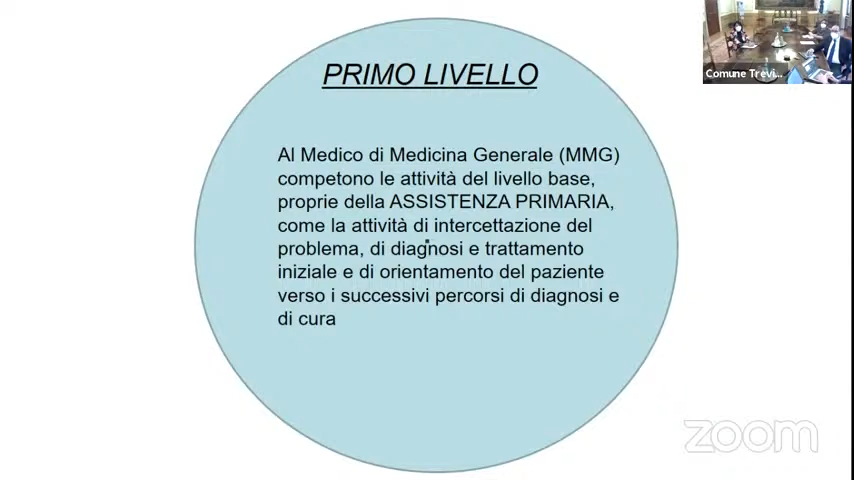 PRIMO LIVELLO
Al Medico di Medicina Generale (MMG)
competono le attività del livello base,
proprie della ASSISTENZA PRIMARIA,
come la attività di intercettazione del
problema, di diagnosi e trattamento
iniziale e di orientamento del paziente
verso i successivi percorsi di diagnosi e
di cura
Comune Trevi...
zoom